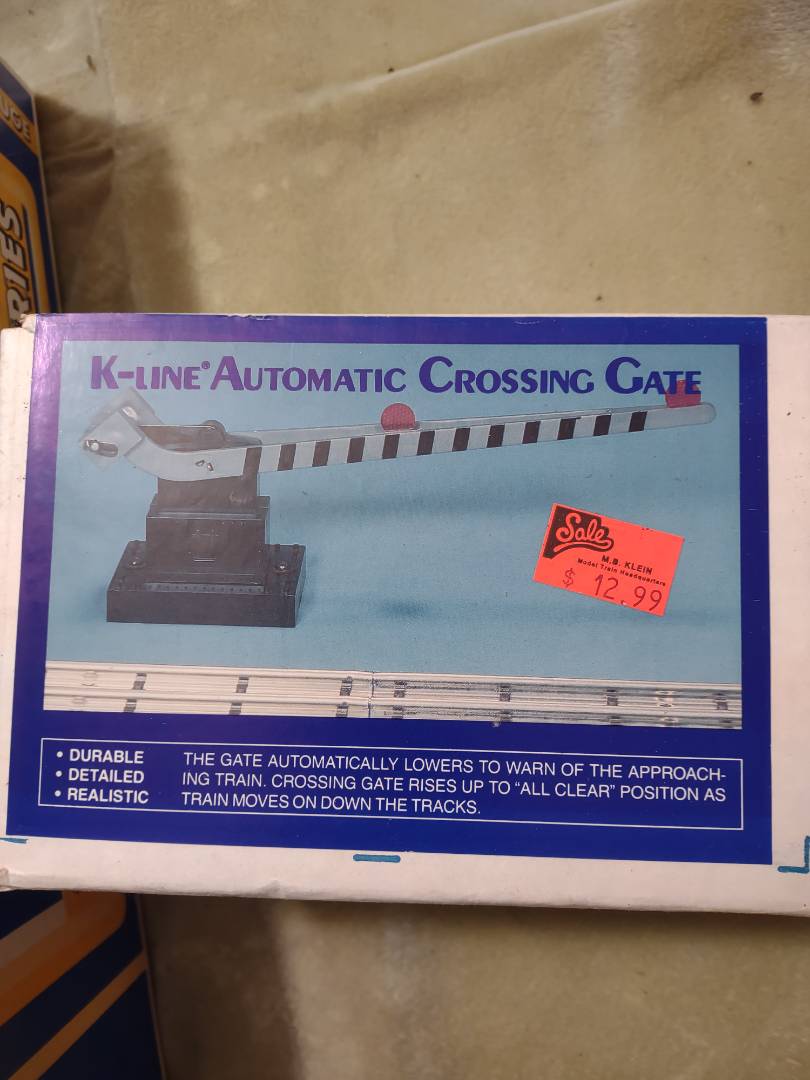 UGE
RIES
K-LINE® AUTOMATIC CROSSING GATE
Sale
M.B. KLEIN
Model Train Headquarters
$ 12.99
• DURABLE
• DETAILED
• REALISTIC
THE GATE AUTOMATICALLY LOWERS TO WARN OF THE APPROACH-
ING TRAIN. CROSSING GATE RISES UP TO “ALL CLEAR” POSITION AS
TRAIN MOVES ON DOWN THE TRACKS.